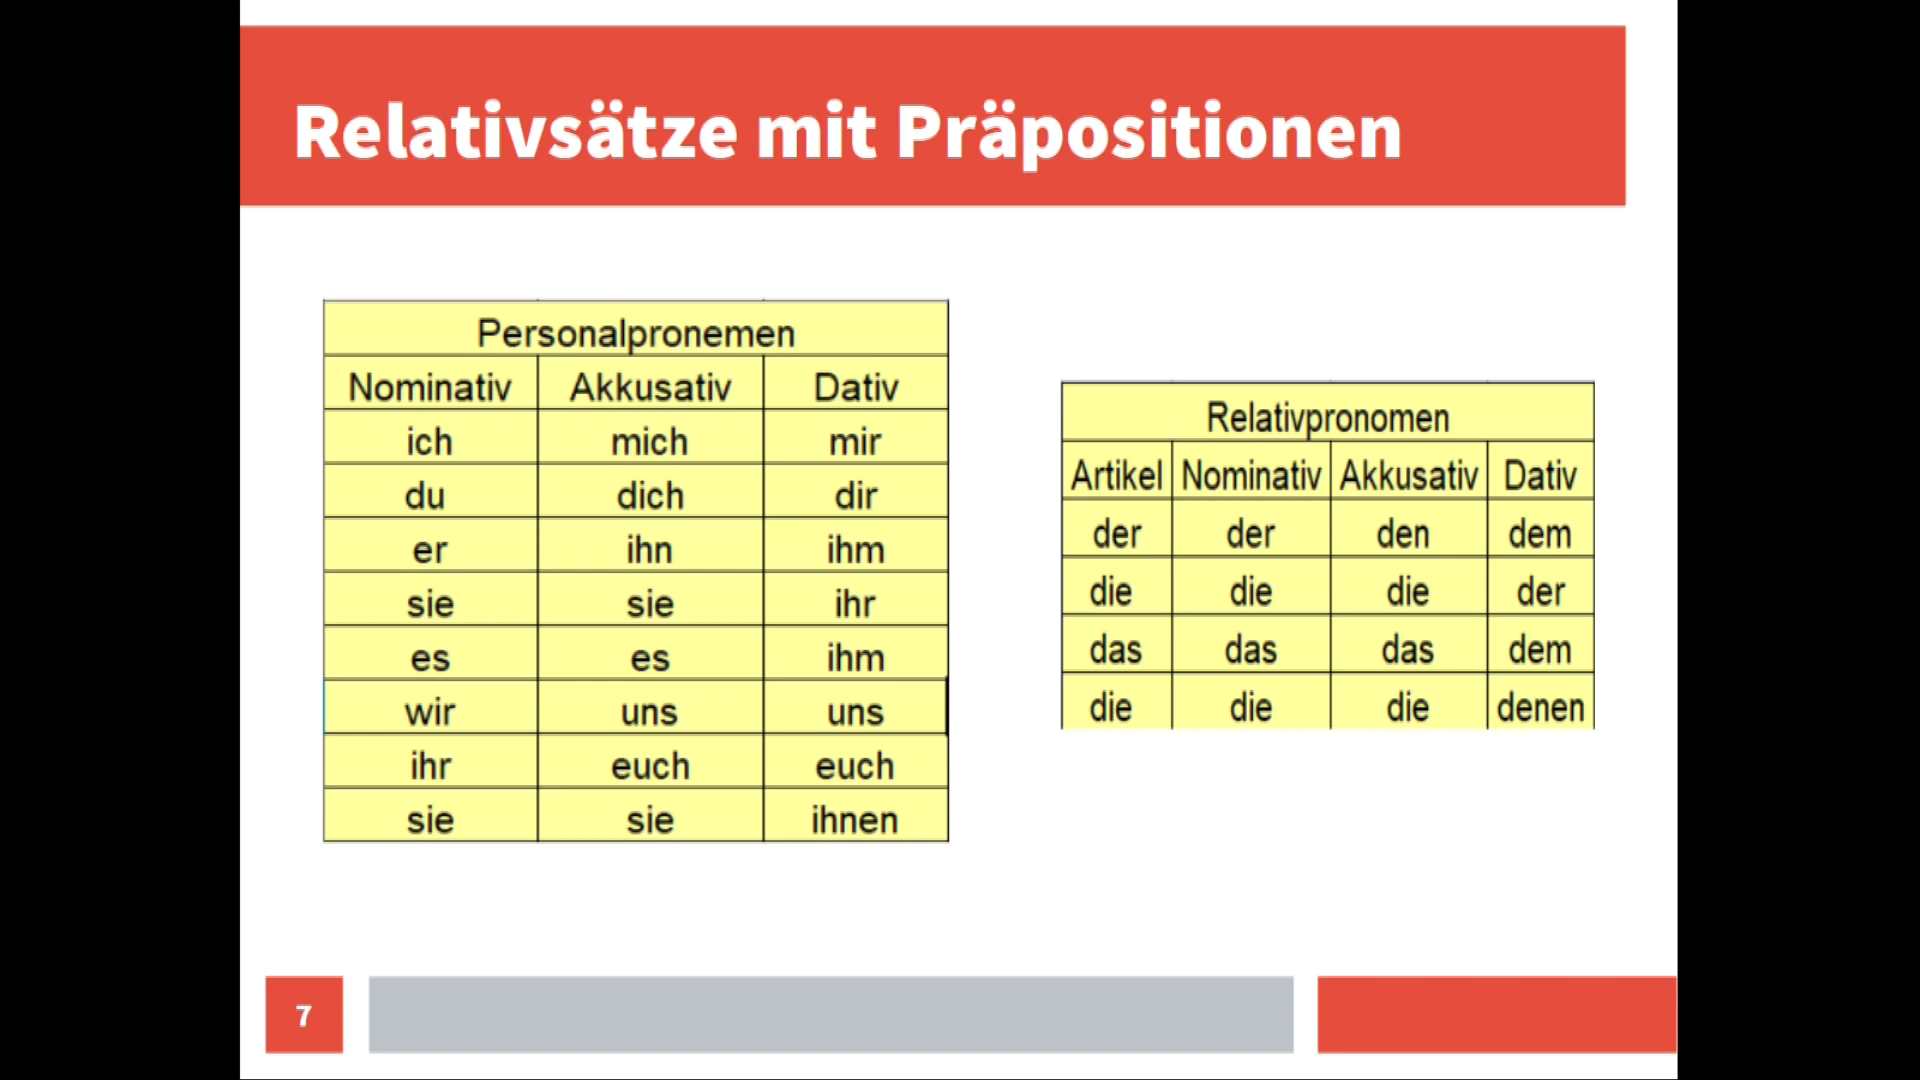 Relativsätze mit Präpositionen
Personalpronemen
Nominativ Akkusativ Dativ
ich mich mir
du dich dir
er ihn ihm
sie sie ihr
es es ihm
wir uns uns
ihr euch euch
sie sie ihnen
Relativpronomen
Artikel Nominativ Akkusativ Dativ
der der den dem
die die die der
das das das dem
die die die denen
7